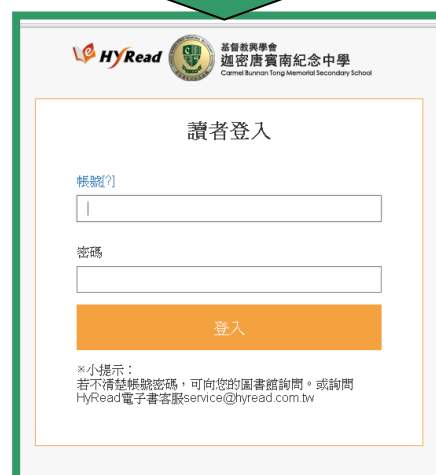 HyRead
基督教興學會
迦密唐賓南紀念中學
Carmel Bunnan Tong Memorial Secondary School
讀者登入
帳號[?]
密碼
登入
※小提示：
若不清楚帳號密碼，可向您的圖書館詢問。或詢問
HyRead電子書客服service@hyread.com.tw